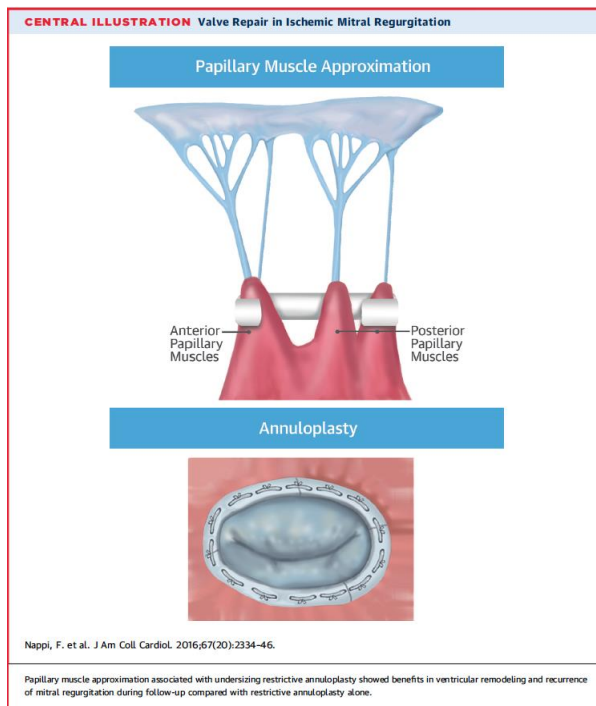 CENTRAL ILLUSTRATION Valve Repair in Ischemic Mitral Regurgitation
Papillary Muscle Approximation
Anterior
Papillary
Muscles
Posterior
Papillary
Muscles
Annuloplasty
Nappi, F. et al. J Am Coll Cardiol. 2016;67(20):2334–46.
Papillary muscle approximation associated with undersizing restrictive annuloplasty showed benefits in ventricular remodeling and recurrence
of mitral regurgitation during follow-up compared with restrictive annuloplasty alone.